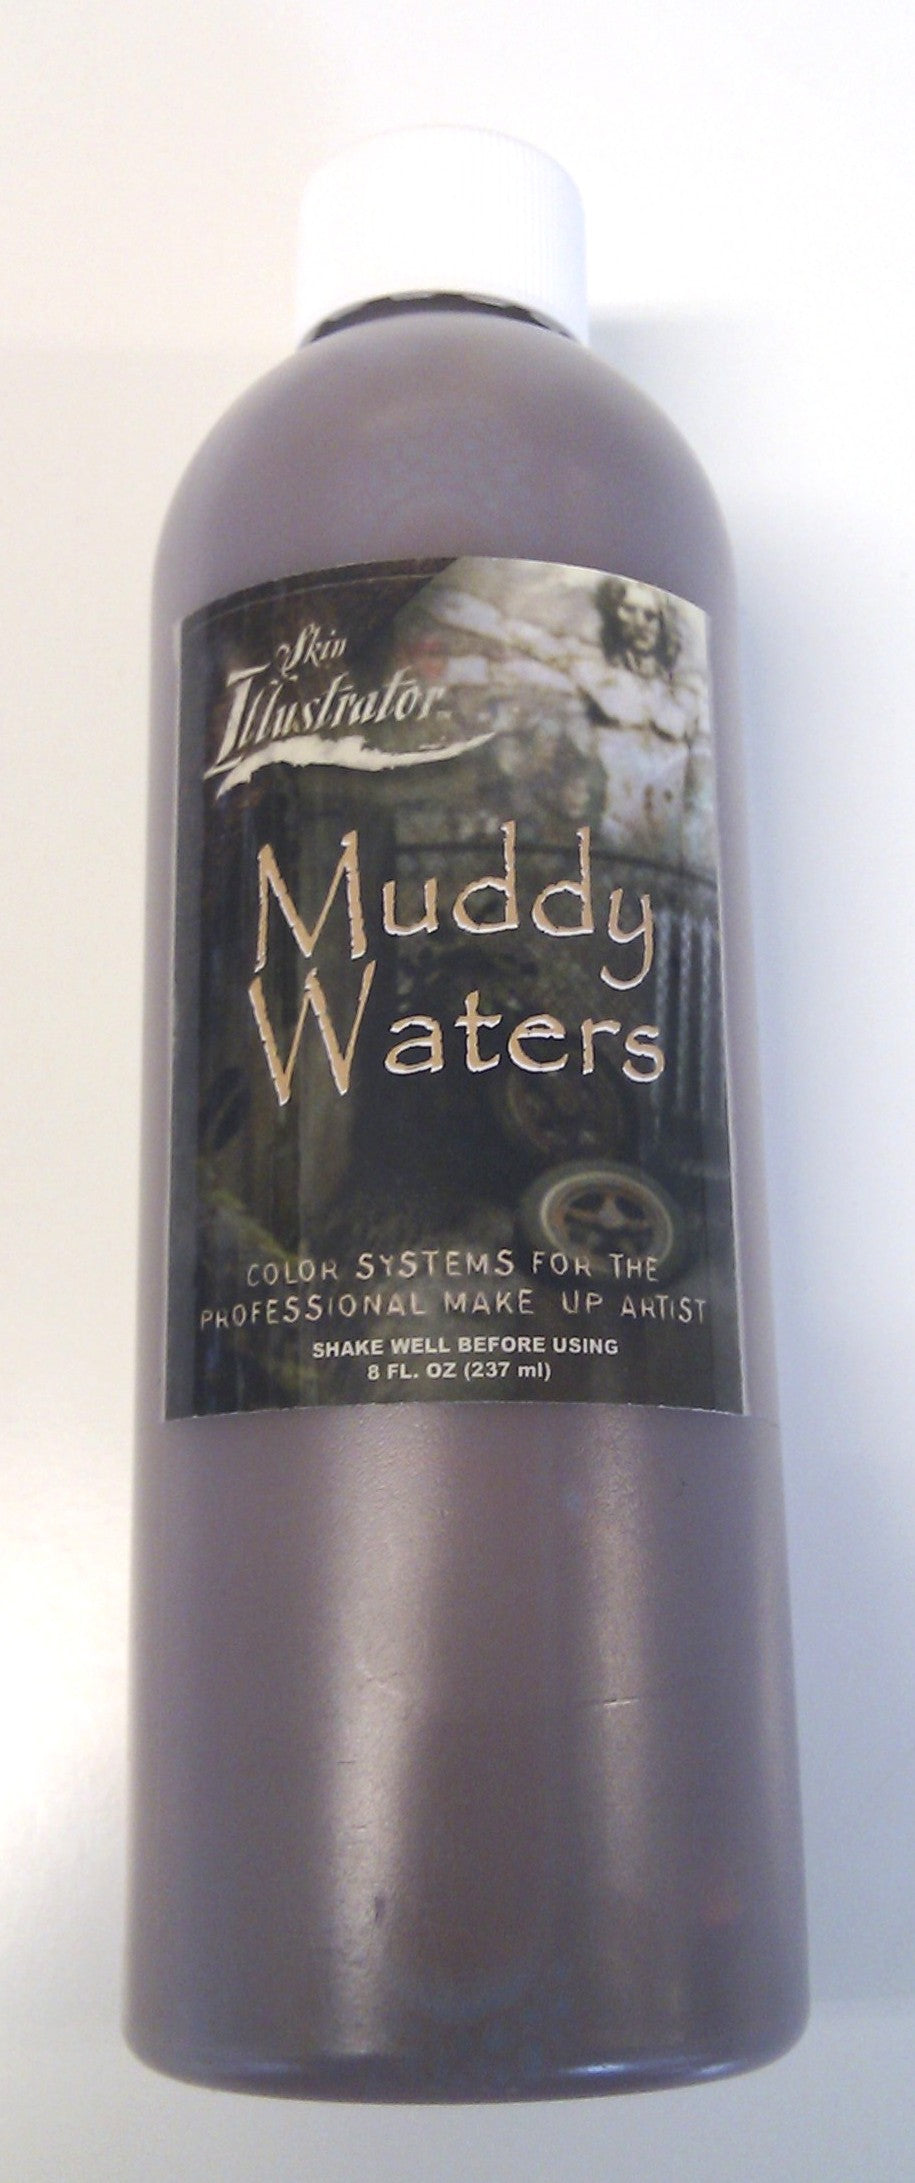 Skin
Illustrator
Muddy
Waters
COLOR SYSTEMS FOR THE
PROFESSIONAL MAKE UP ARTIST
SHAKE WELL BEFORE USING
8 FL. OZ (237 ml)